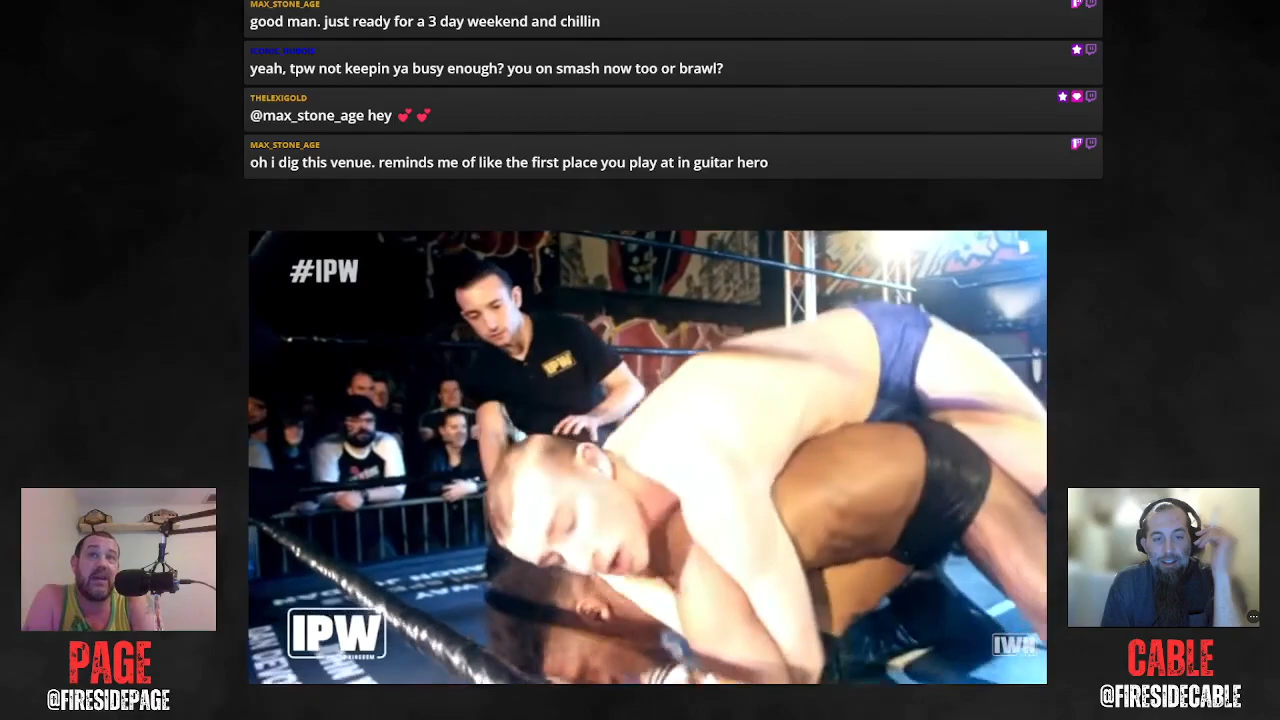 MAX_STONE_AGE
good man. just ready for a 3 day weekend and chillin
yeah, tpw not keepin ya busy enough? you on smash now too or brawl?
THELEXIGOLD
@max_stone_age hey 💕 💕
MAX_STONE_AGE
oh i dig this venue. reminds me of like the first place you play at in guitar hero
#IPW
IPW
IPW
PAGE
@FIRESIDEPAGE
CABLE
@FIRESIDECABLE